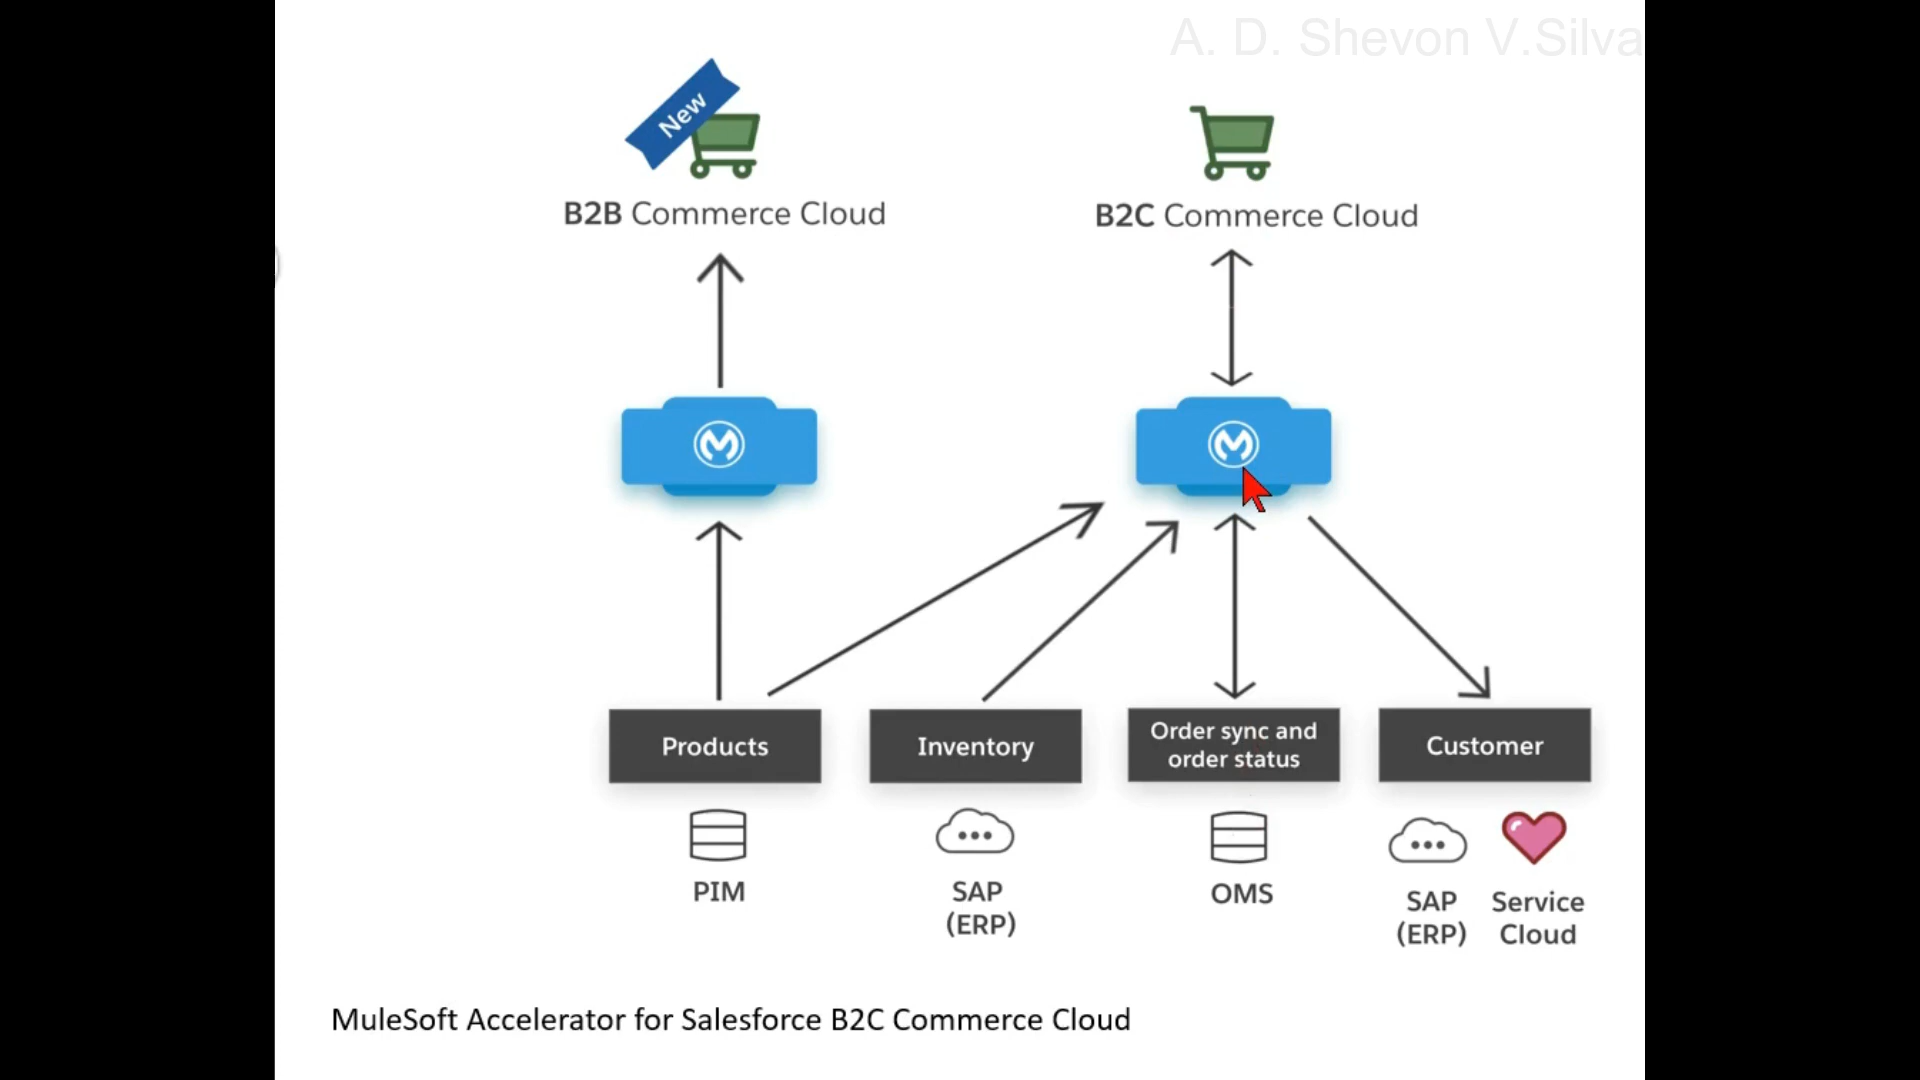 A. D. Shevon V.Silva
New
B2B Commerce Cloud
B2C Commerce Cloud
Products
Inventory
Order sync and
order status
Customer
PIM
SAP
(ERP)
OMS
SAP
(ERP)
Service
Cloud
MuleSoft Accelerator for Salesforce B2C Commerce Cloud